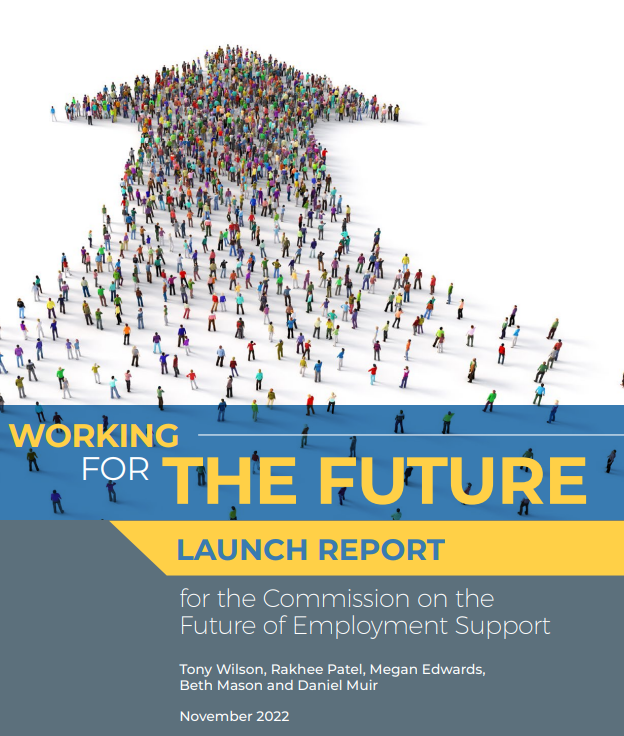 WORKING
FOR THE FUTURE
LAUNCH REPORT
for the Commission on the
Future of Employment Support
Tony Wilson, Rakhee Patel, Megan Edwards,
Beth Mason and Daniel Muir
November 2022